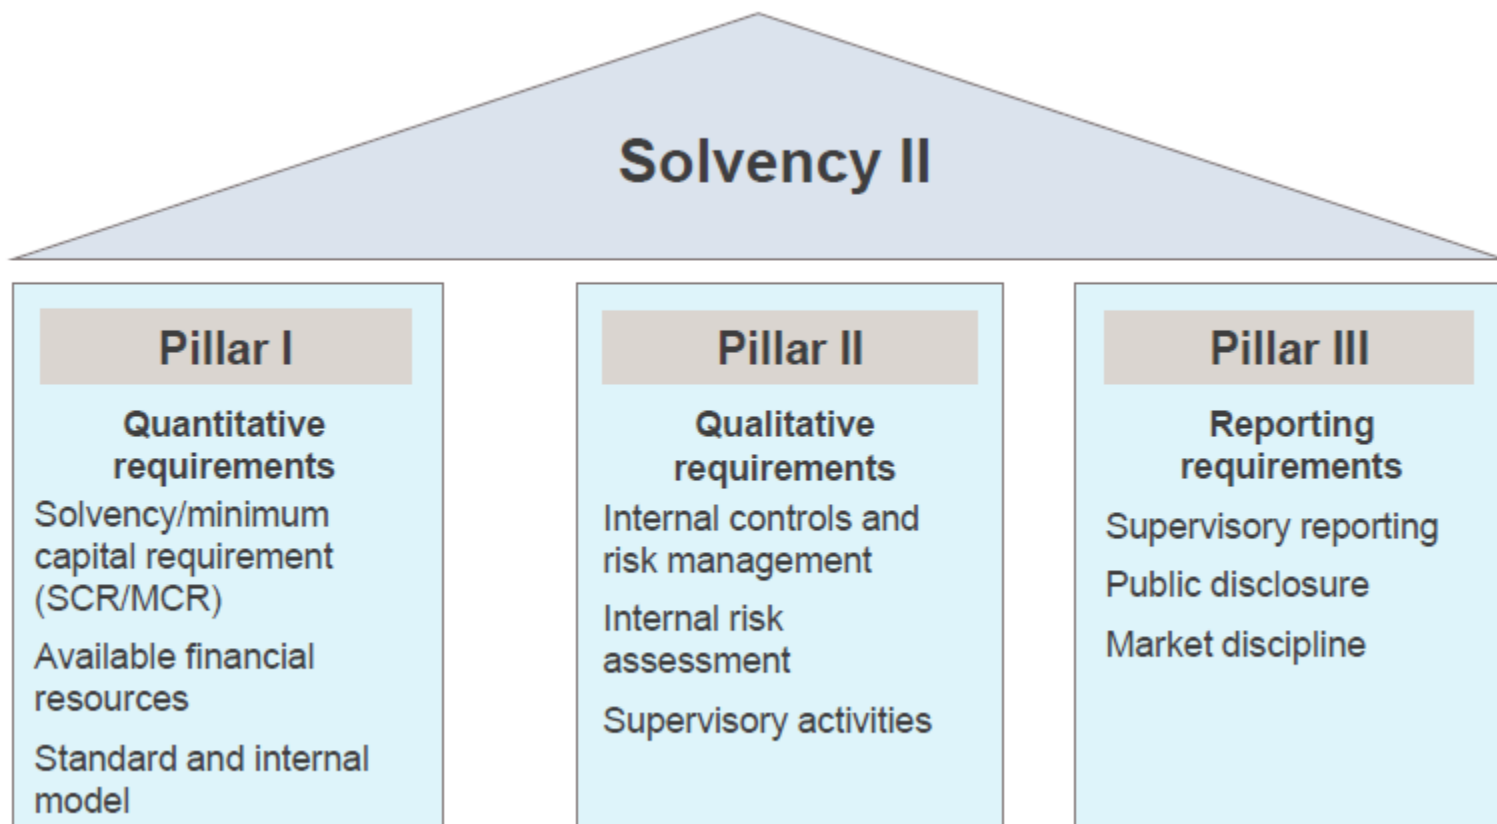 Solvency II
Pillar I
Quantitative
requirements
Solvency/minimum
capital requirement
(SCR/MCR)
Available financial
resources
Standard and internal
model
Pillar II
Qualitative
requirements
Internal controls and
risk management
Internal risk
assessment
Supervisory activities
Pillar III
Reporting
requirements
Supervisory reporting
Public disclosure
Market discipline